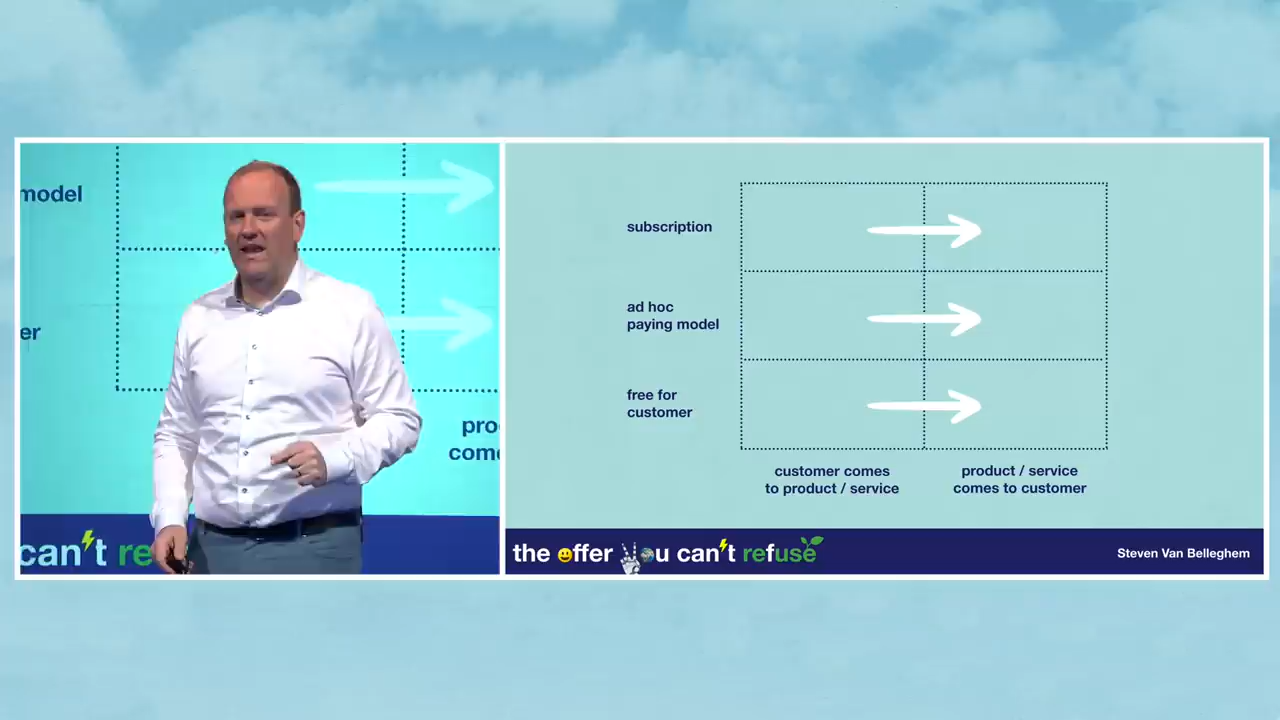 model
er
pro
com
can't re
subscription
ad hoc
paying model
free for
customer
customer comes
to product / service
product / service
comes to customer
the offer you can't refuse
Steven Van Belleghem